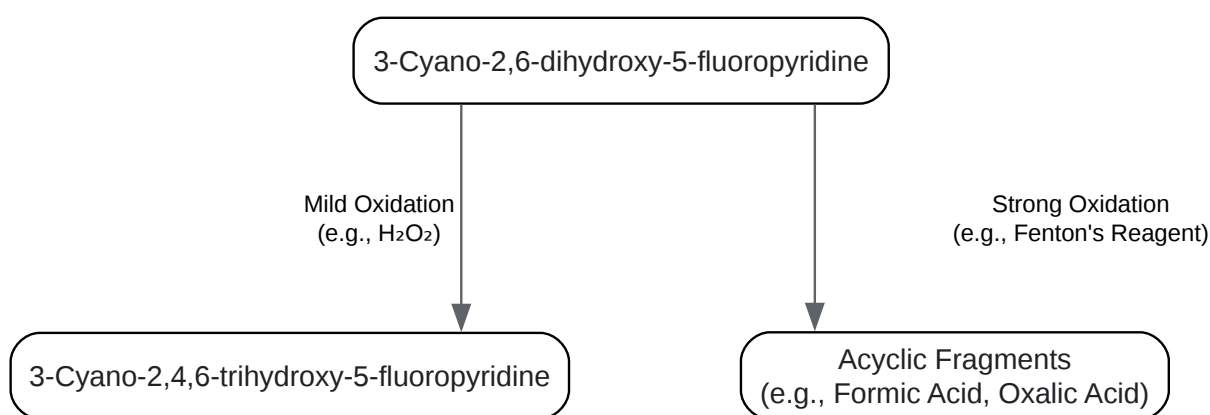 3-Cyano-2,6-dihydroxy-5-fluoropyridine
Mild Oxidation
(e.g., H₂O₂)
Strong Oxidation
(e.g., Fenton's Reagent)
3-Cyano-2,4,6-trihydroxy-5-fluoropyridine
Acyclic Fragments
(e.g., Formic Acid, Oxalic Acid)